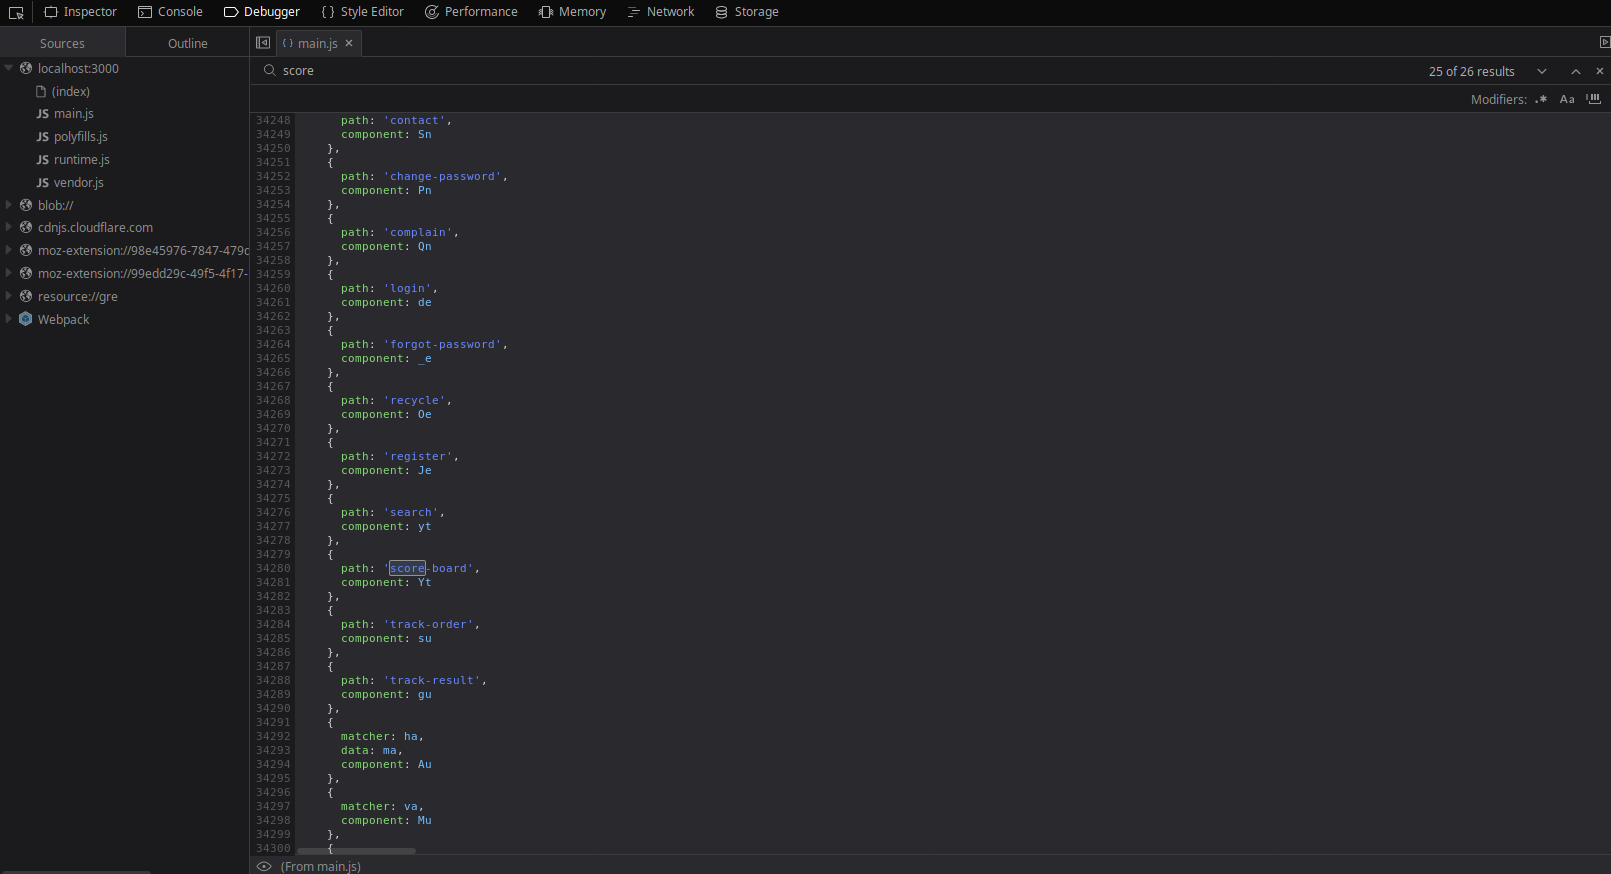 Inspector Console Debugger {} Style Editor Performance Memory Network Storage
Sources Outline {} main.js ×
score 25 of 26 results
Modifiers: .* Aa
localhost:3000
(index)
JS main.js
JS polyfills.js
JS runtime.js
JS vendor.js
blob://
cdnjs.cloudflare.com
moz-extension://98e45976-7847-479c
moz-extension://99edd29c-49f5-4f17-
resource://gre
Webpack
34248 path: 'contact',
34249 component: Sn
34250 },
34251 {
34252 path: 'change-password',
34253 component: Pn
34254 },
34255 {
34256 path: 'complain',
34257 component: Qn
34258 },
34259 {
34260 path: 'login',
34261 component: de
34262 },
34263 {
34264 path: 'forgot-password',
34265 component: _e
34266 },
34267 {
34268 path: 'recycle',
34269 component: Oe
34270 },
34271 {
34272 path: 'register',
34273 component: Je
34274 },
34275 {
34276 path: 'search',
34277 component: yt
34278 },
34279 {
34280 path: 'score-board',
34281 component: Yt
34282 },
34283 {
34284 path: 'track-order',
34285 component: su
34286 },
34287 {
34288 path: 'track-result',
34289 component: gu
34290 },
34291 {
34292 matcher: ha,
34293 data: ma,
34294 component: Au
34295 },
34296 {
34297 matcher: va,
34298 component: Mu
34299 },
34300 {
(From main.js)